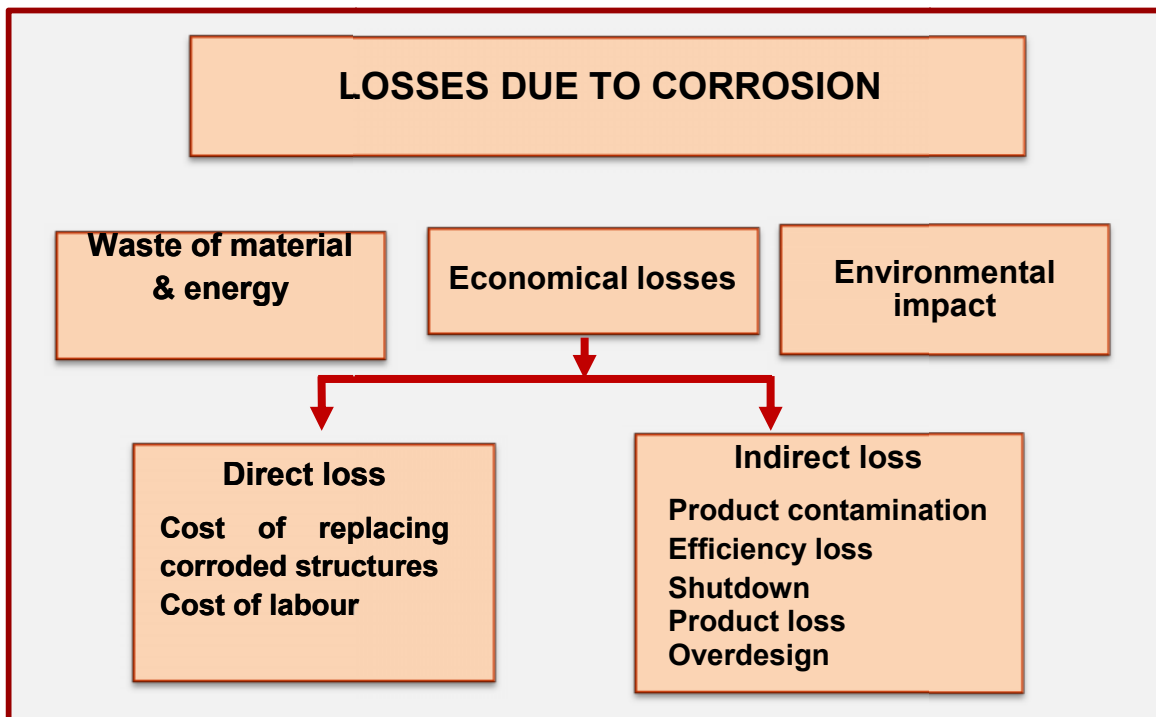 LOSSES DUE TO CORROSION
Waste of material
& energy
Economical losses
Environmental
impact
Direct loss
Cost of replacing
corroded structures
Cost of labour
Indirect loss
Product contamination
Efficiency loss
Shutdown
Product loss
Overdesign